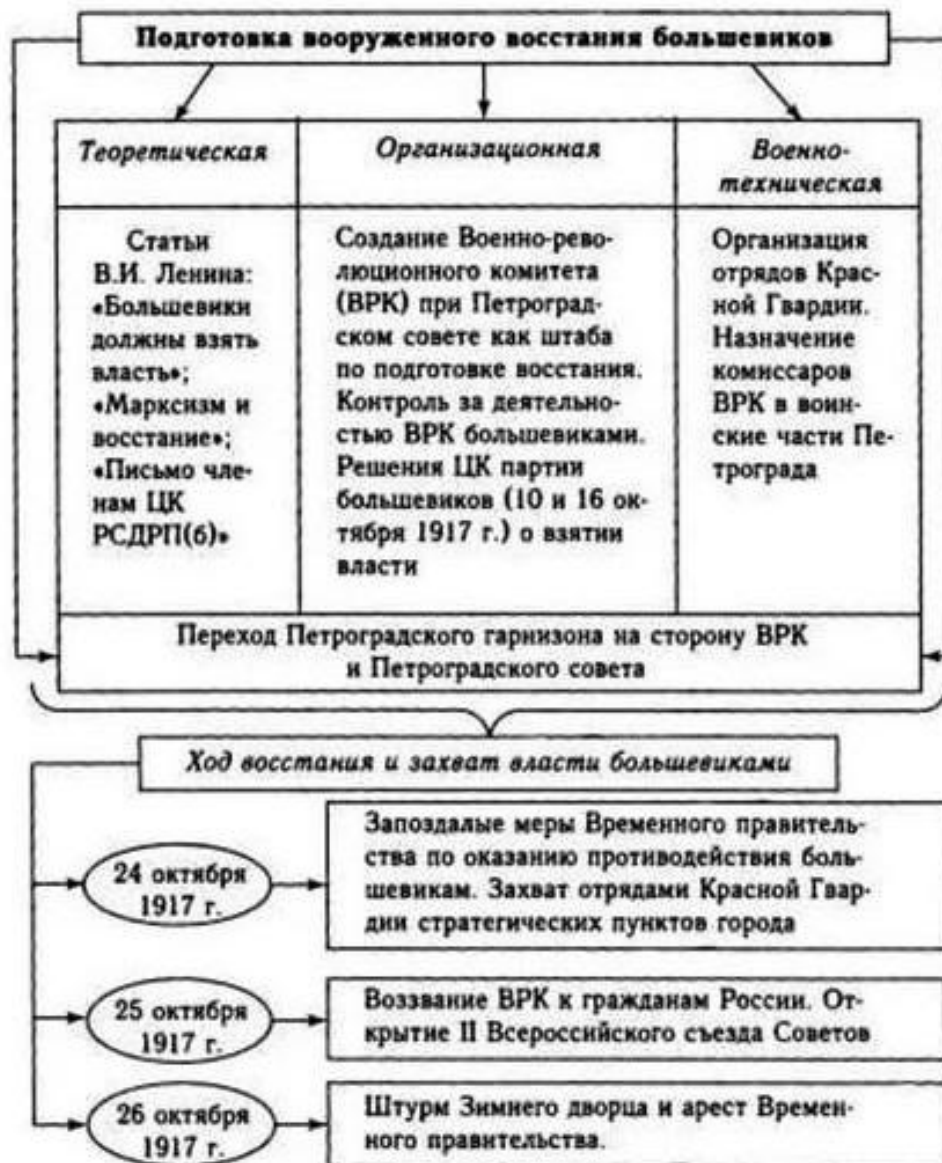 Подготовка вооруженного восстания большевиков
Теоретическая
Статьи
В.И. Ленина:
«Большевики
должны взять
власть»;
«Марксизм и
восстание»;
«Письмо чле-
нам ЦК
РСДРП(б)»
Организационная
Создание Военно-рево-
люционного комитета
(ВРК) при Петроград-
ском совете как штаба
по подготовке восстания.
Контроль за деятельно-
стью ВРК большевиками.
Решения ЦК партии
большевиков (10 и 16 ок-
тября 1917 г.) о взятии
власти
Военно-
техническая
Организация
отрядов Крас-
ной Гвардии.
Назначение
комиссаров
ВРК в воин-
ские части Пе-
трограда
Переход Петроградского гарнизона на сторону ВРК
и Петроградского совета
Ход восстания и захват власти большевиками
24 октября
1917 г.
Запоздалые меры Временного правитель-
ства по оказанию противодействия боль-
шевикам. Захват отрядами Красной Гвар-
дии стратегических пунктов города
25 октября
1917 г.
Воззвание ВРК к гражданам России. От-
крытие II Всероссийского съезда Советов
26 октября
1917 г.
Штурм Зимнего дворца и арест Времен-
ного правительства.